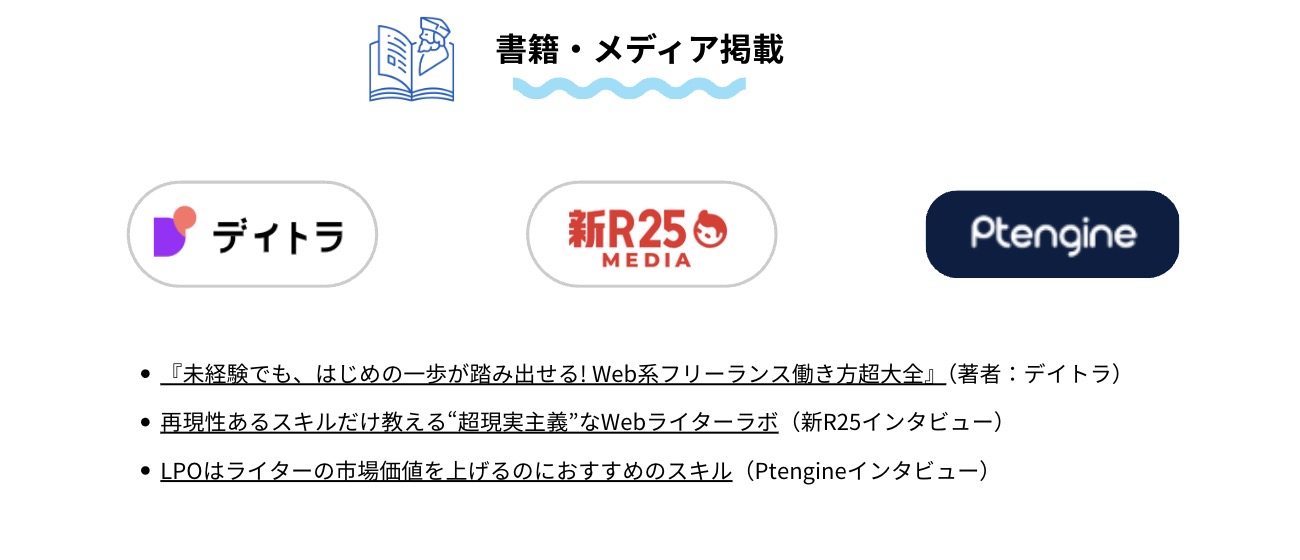 書籍・メディア掲載
デイトラ
新R25
MEDIA
Ptengine
• 『未経験でも、はじめの一歩が踏み出せる! Web系フリーランス働き方超大全』(著者：デイトラ）
• 再現性あるスキルだけ教える“超現実主義”なWebライターラボ（新R25インタビュー）
• LPOはライターの市場価値を上げるのにおすすめのスキル（Ptengineインタビュー）